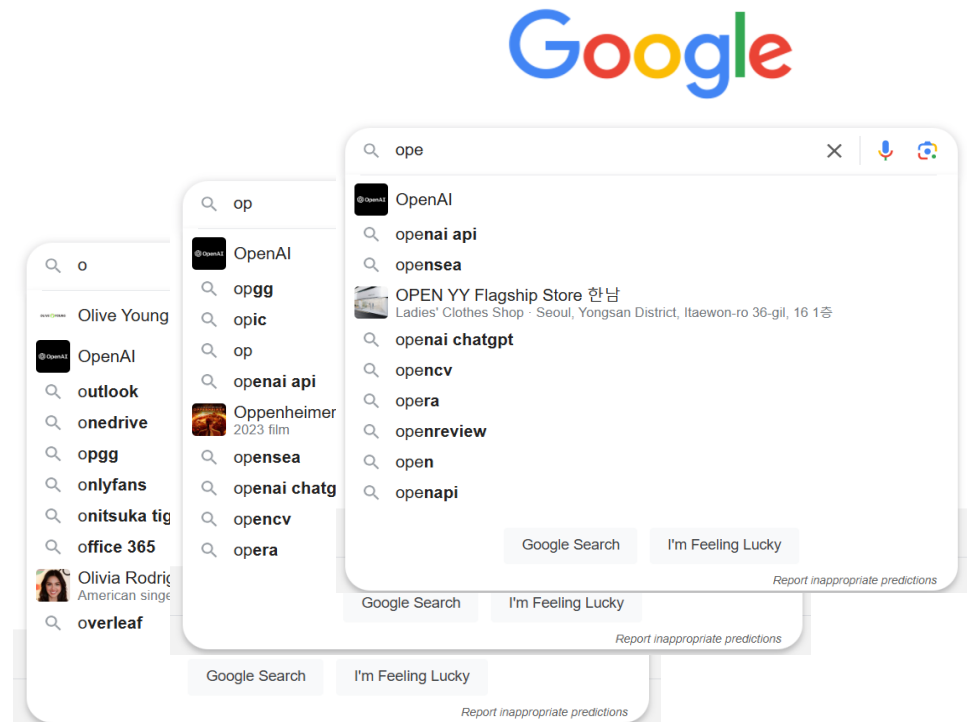 Google
ope
OpenAI
openai api
opensea
OPEN YY Flagship Store 한남
Ladies' Clothes Shop · Seoul, Yongsan District, Itaewon-ro 36-gil, 16 1층
openai chatgpt
opencv
opera
openreview
open
openapi
Google Search
I'm Feeling Lucky
Report inappropriate predictions
op
OpenAI
opgg
opic
op
openai api
Oppenheimer
2023 film
opensea
openai chatg
opencv
opera
Google Search
I'm Feeling Lucky
Report inappropriate predictions
o
Olive Young
OpenAI
outlook
onedrive
opgg
onlyfans
onitsuka tig
office 365
Olivia Rodrig
American singe
overleaf
Google Search
I'm Feeling Lucky
Report inappropriate predictions